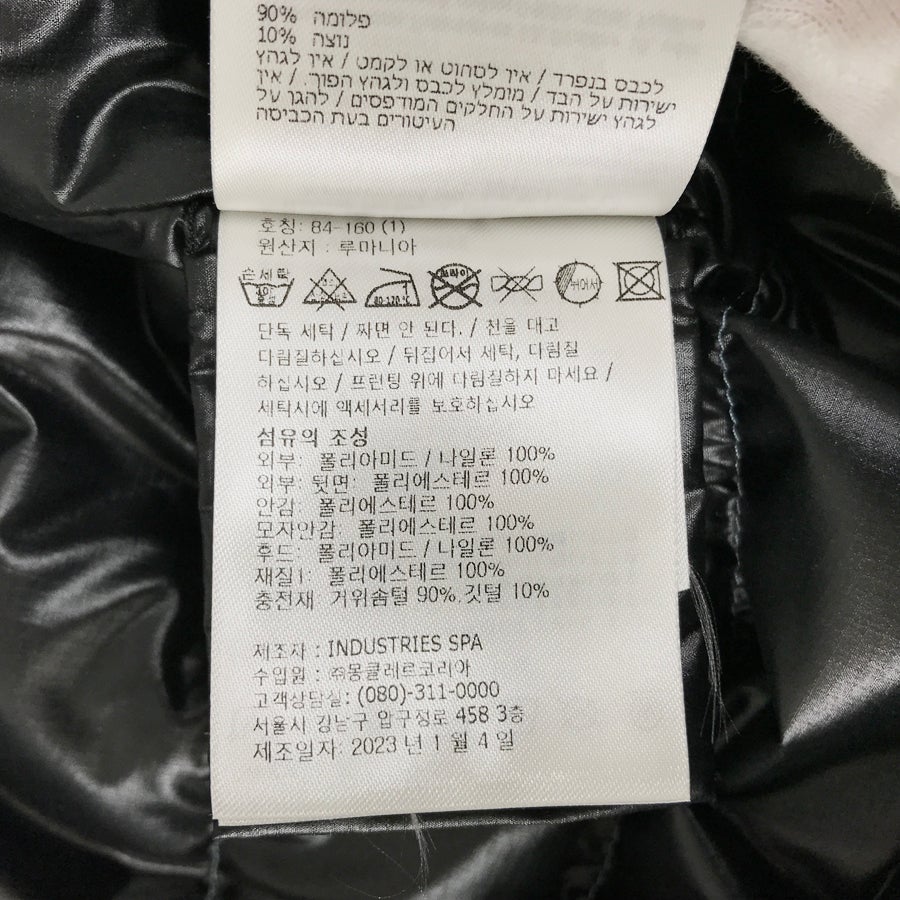 פלומה 90%
נוצה 10%
לכבס בנפרד / אין לסחוט או לקמט / אין לגהץ
ישירות על הבד / מומלץ לכבס ולגהץ הפוך. / אין
לגהץ ישירות על החלקים המודפסים / להגן על
העיטורים בעת הכביסה
호칭: 84-160 (1)
원산지 : 루마니아
손세탁
80-120℃
드라이
뉘어서
단독 세탁 / 짜면 안 된다. / 천을 대고
다림질하십시오 / 뒤집어서 세탁, 다림질
하십시오 / 프런팅 위에 다림질하지 마세요 /
세탁시에 액세서리를 보호하십시오
섬유의 조성
외부: 폴리아미드 / 나일론 100%
외부: 뒷면: 폴리에스테르 100%
안감: 폴리에스테르 100%
모자안감: 폴리에스테르 100%
후드: 폴리아미드 / 나일론 100%
재질1: 폴리에스테르 100%
충전재 거위솜털 90%.깃털 10%
제조자 : INDUSTRIES SPA
수입원 : ㈜몽클레르코리아
고객상담실: (080)-311-0000
서울시 강남구 압구정로 458 3층
제조일자: 2023 년 1 월 4 일